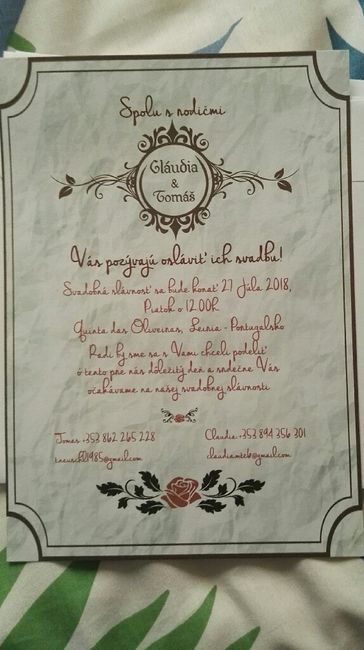 Spolu s rodičmi
Cláudia
&
Tomáš
Vás pozývajú osláviť ich svadbu!
Svadobná slávnosť sa bude konať 27 Júla 2018,
Piatok o 12.00h
Quinta das Oliveiras, Leiria - Portugalsko
Radi by sme sa s Vami chceli podeliť
o tento pre nás dôležitý deň a srdečne Vás
očakávame na našej svadobnej slávnosti
Tomas +353 862 265 228
Claudia +353 894 356 301